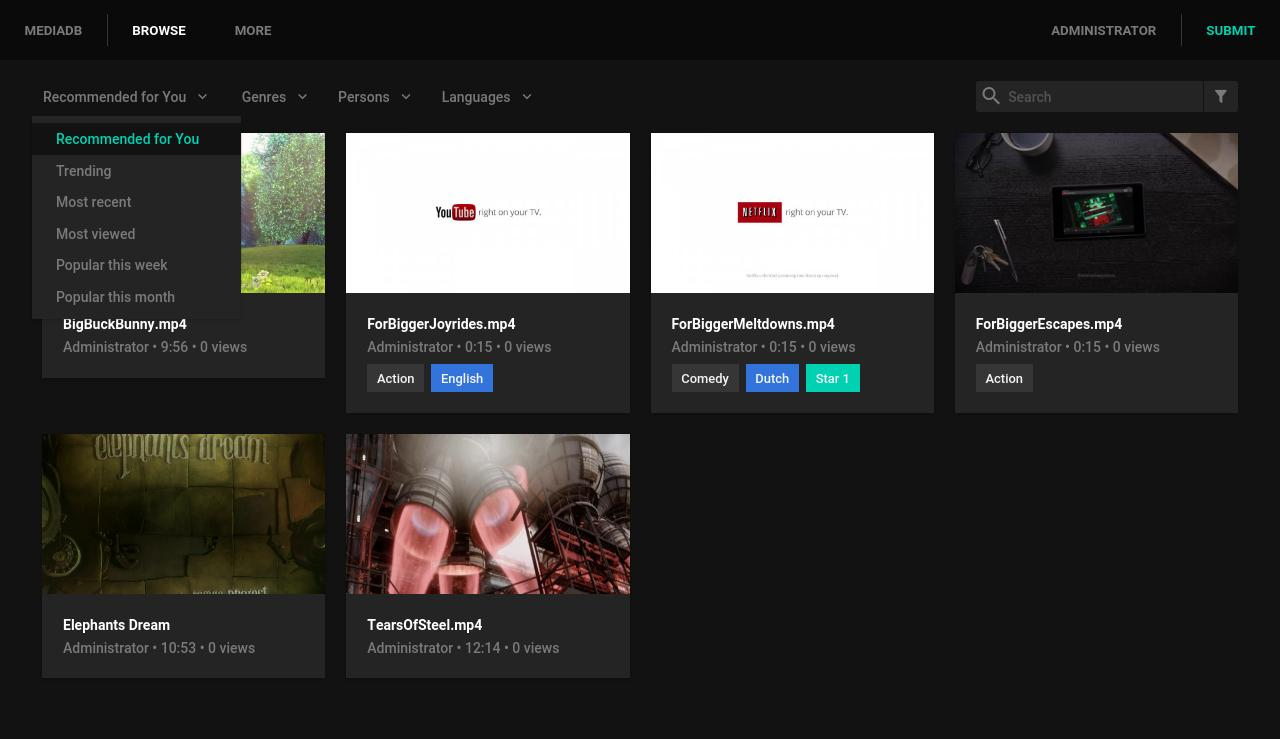 MEDIADB BROWSE MORE ADMINISTRATOR SUBMIT
Recommended for You Genres Persons Languages Search
Recommended for You
Trending
Most recent
Most viewed
Popular this week
Popular this month
YouTube right on your TV.
NETFLIX right on your TV.
BigBuckBunny.mp4
Administrator • 9:56 • 0 views
ForBiggerJoyrides.mp4
Administrator • 0:15 • 0 views
Action English
ForBiggerMeltdowns.mp4
Administrator • 0:15 • 0 views
Comedy Dutch Star 1
ForBiggerEscapes.mp4
Administrator • 0:15 • 0 views
Action
elephants dream
Elephants Dream
Administrator • 10:53 • 0 views
TearsOfSteel.mp4
Administrator • 12:14 • 0 views